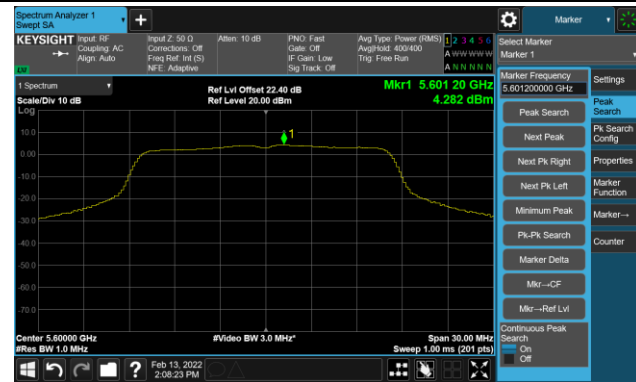 Spectrum Analyzer 1
Swept SA
Marker
KEYSIGHT
Input: RF
Coupling: AC
Align: Auto
Input Z: 50 Ω
Corrections: Off
Freq Ref: Int (S)
NFE: Adaptive
Atten: 10 dB
PNO: Fast
Gate: Off
IF Gain: Low
Sig Track: Off
Avg Type: Power (RMS)
Avg|Hold: 400/400
Trig: Free Run
1 2 3 4 5 6
A W W W W W
A N N N N N
LNI
Select Marker
Marker 1
1 Spectrum
Scale/Div 10 dB
Log
Ref Lvl Offset 22.40 dB
Ref Level 20.00 dBm
Mkr1 5.601 20 GHz
4.282 dBm
10.0
0.00
-10.0
-20.0
-30.0
-40.0
-50.0
-60.0
-70.0
1
Center 5.60000 GHz
#Res BW 1.0 MHz
#Video BW 3.0 MHz*
Span 30.00 MHz
Sweep 1.00 ms (201 pts)
Marker Frequency
5.601200000 GHz
Peak Search
Next Peak
Next Pk Right
Next Pk Left
Minimum Peak
Pk-Pk Search
Marker Delta
Mkr→CF
Mkr→Ref Lvl
Continuous Peak
Search
On
Off
Settings
Peak
Search
Pk Search
Config
Properties
Marker
Function
Marker→
Counter
Feb 13, 2022
2:08:23 PM